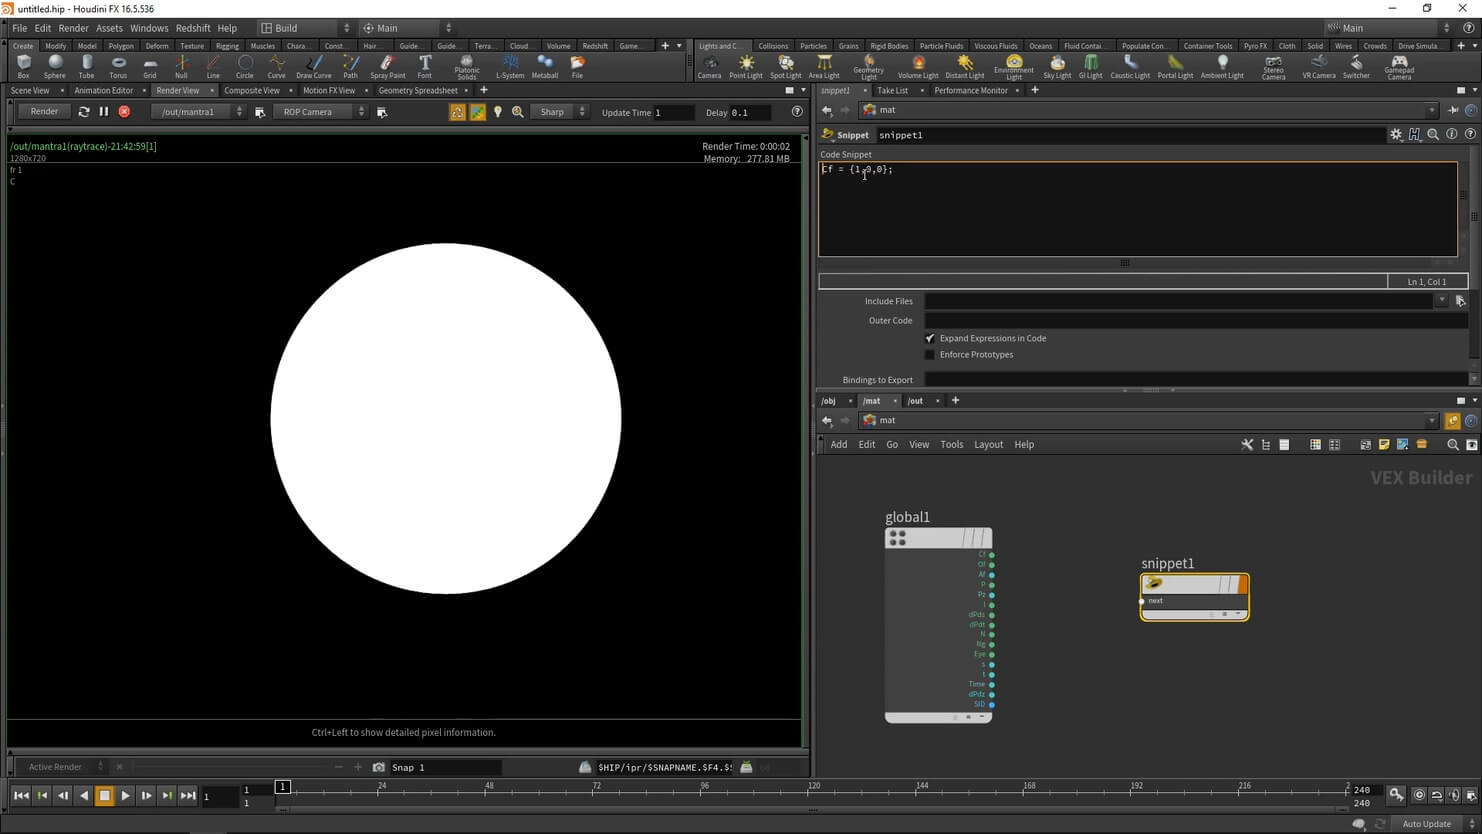 untitled.hip - Houdini FX 16.5.536
File Edit Render Assets Windows Redshift Help Build Main Main
Create Modify Model Polygon Deform Texture Rigging Muscles Chara... Const... Hair... Guide... Guide... Terra... Cloud... Volume Redshift Game...
Lights and C... Collisions Particles Grains Rigid Bodies Particle Fluids Viscous Fluids Oceans Fluid Contai... Populate Con... Container Tools Pyro FX Cloth Solid Wires Crowds Drive Simula...
Box Sphere Tube Torus Grid Null Line Circle Curve Draw Curve Path Spray Paint Font Platonic Solids L-System Metaball File
Camera Point Light Spot Light Area Light Geometry Light Volume Light Distant Light Environment Light Sky Light GI Light Caustic Light Portal Light Ambient Light Stereo Camera VR Camera Switcher Gamepad Camera
Scene View Animation Editor Render View Composite View Motion FX View Geometry Spreadsheet
snippet1 Take List Performance Monitor
Render /out/mantra1 ROP Camera Sharp Update Time 1 Delay 0.1
mat
Snippet snippet1
/out/mantra1(raytrace)-21:42:59[1]
Render Time: 0:00:02
1280x720
Memory: 277.81 MB
fr 1
C
Code Snippet
Cf = {1,0,0};
Ln 1, Col 1
Include Files
Outer Code
Expand Expressions in Code
Enforce Prototypes
Bindings to Export
/obj /mat /out
mat
Add Edit Go View Tools Layout Help
VEX Builder
global1
Cf
Of
Af
P
Pz
I
dPds
dPdt
N
Ng
Eye
s
t
Time
dPdz
SID
snippet1
next
Ctrl+Left to show detailed pixel information.
Active Render Snap 1 $HIP/ipr/$SNAPNAME.$F4.$
1 1 1 1 24 48 72 96 120 144 168 192 216 2 240
1 240
Auto Update